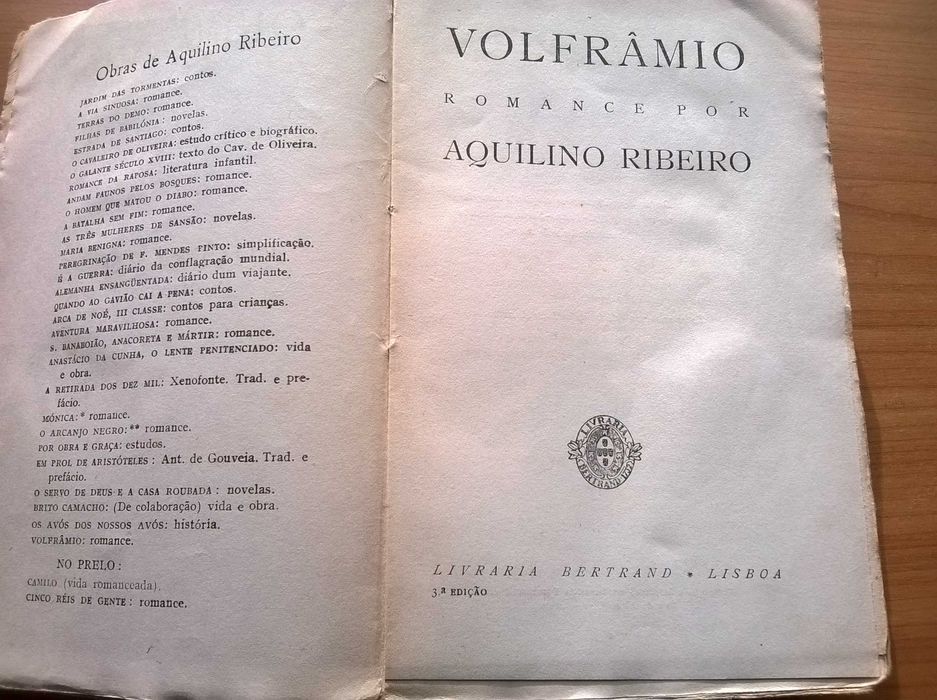 Obras de Aquilino Ribeiro
JARDIM DAS TORMENTAS: contos.
A VIA SINUOSA: romance.
TERRAS DO DEMO: romance.
FILHAS DE BABILÓNIA: novelas.
ESTRADA DE SANTIAGO: contos.
O CAVALEIRO DE OLIVEIRA: estudo crítico e biográfico.
O GALANTE SÉCULO XVIII: texto do Cav. de Oliveira.
ROMANCE DA RAPOSA: literatura infantil.
ANDAM FAUNOS PELOS BOSQUES: romance.
O HOMEM QUE MATOU O DIABO: romance.
A BATALHA SEM FIM: romance.
AS TRÊS MULHERES DE SANSÃO: novelas.
MARIA BENIGNA: romance.
PEREGRINAÇÃO DE F. MENDES PINTO: simplificação.
É A GUERRA: diário da conflagração mundial.
ALEMANHA ENSANGÜENTADA: diário dum viajante.
QUANDO AO GAVIÃO CAI A PENA: contos.
ARCA DE NOÉ, III CLASSE: contos para crianças.
AVENTURA MARAVILHOSA: romance.
S. BANABOIÃO, ANACORETA E MÁRTIR: romance.
ANASTÁCIO DA CUNHA, O LENTE PENITENCIADO: vida
e obra.
A RETIRADA DOS DEZ MIL: Xenofonte. Trad. e pre-
fácio.
MÓNICA: * romance.
O ARCANJO NEGRO: ** romance.
POR OBRA E GRAÇA: estudos.
EM PROL DE ARISTÓTELES: Ant. de Gouveia. Trad. e
prefácio.
O SERVO DE DEUS E A CASA ROUBADA: novelas.
BRITO CAMACHO: (De colaboração) vida e obra.
OS AVÓS DOS NOSSOS AVÓS: história.
VOLFRÂMIO: romance.
NO PRELO:
CAMILO (vida romanceada).
CINCO RÉIS DE GENTE: romance.
VOLFRÂMIO
ROMANCE POR
AQUILINO RIBEIRO
LIVRARIA
BERTRAND 1732
LIVRARIA BERTRAND * LISBOA
3.ª EDIÇÃO